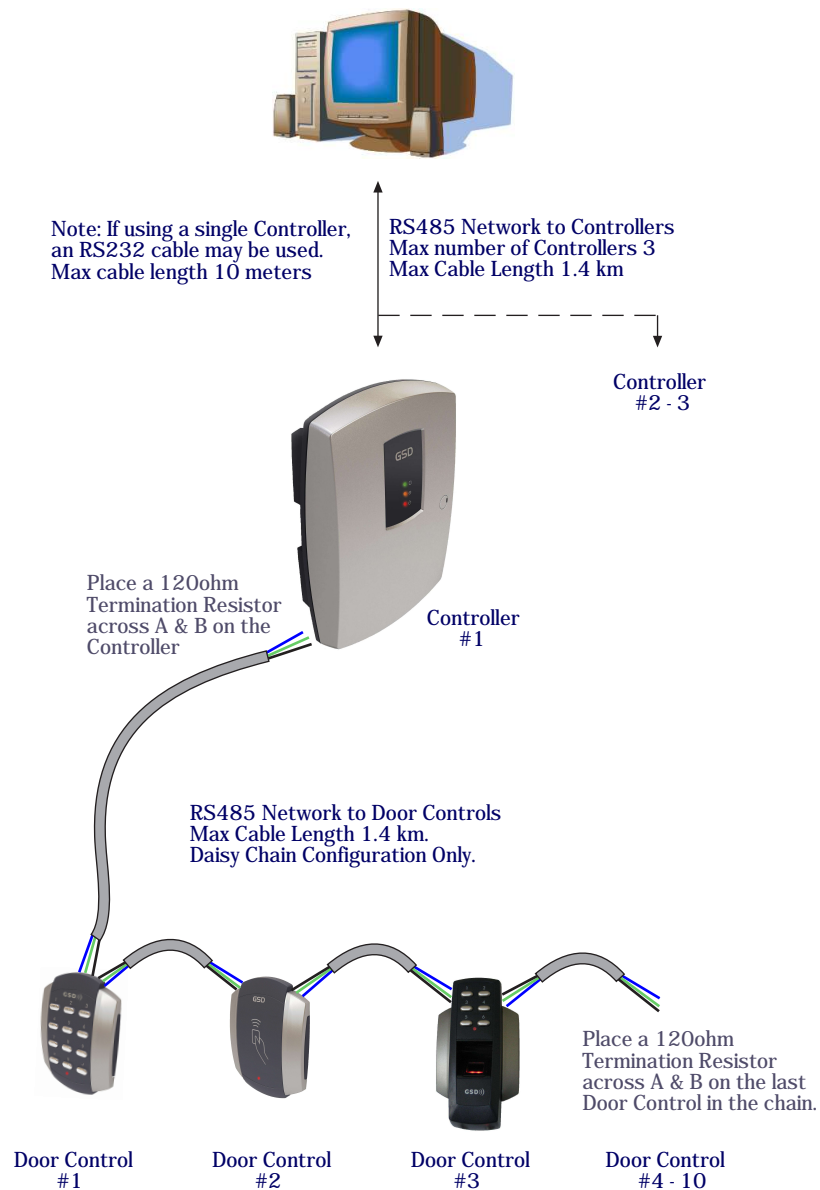 Note: If using a single Controller,
an RS232 cable may be used.
Max cable length 10 meters
RS485 Network to Controllers
Max number of Controllers 3
Max Cable Length 1.4 km
Controller
#2 - 3
GSD
Place a 120ohm
Termination Resistor
across A & B on the
Controller
Controller
#1
RS485 Network to Door Controls
Max Cable Length 1.4 km.
Daisy Chain Configuration Only.
GSD
GSD
GSD
Place a 120ohm
Termination Resistor
across A & B on the last
Door Control in the chain.
Door Control
#1
Door Control
#2
Door Control
#3
Door Control
#4 - 10